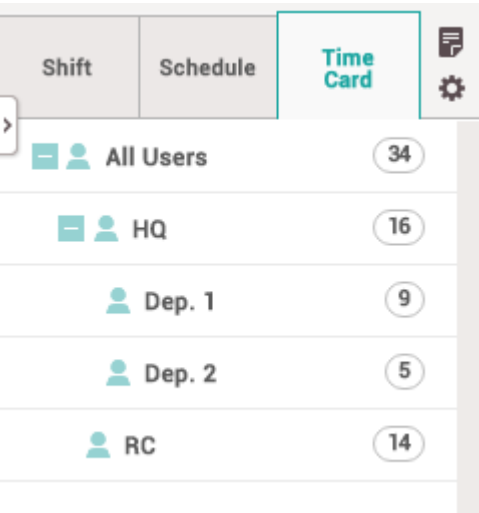 Shift
Schedule
Time
Card
All Users 34
HQ 16
Dep. 1 9
Dep. 2 5
RC 14